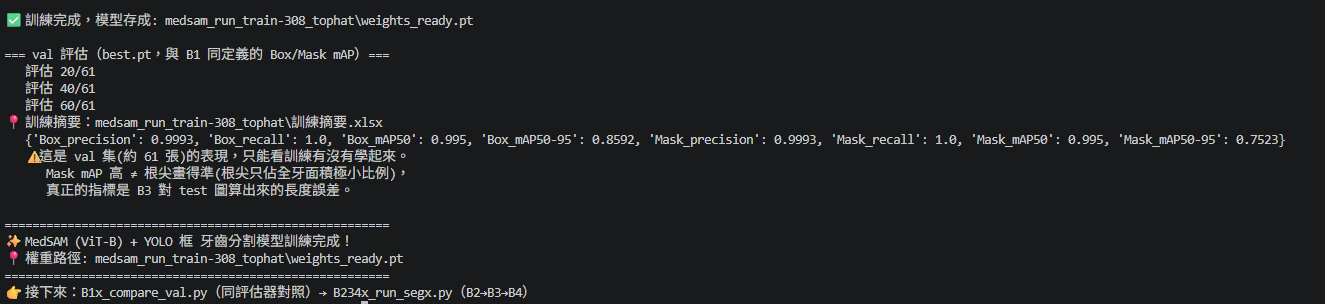 ✅ 訓練完成，模型存成: medsam_run_train-308_tophat\weights_ready.pt
=== val 評估（best.pt，與 B1 同定義的 Box/Mask mAP）===
評估 20/61
評估 40/61
評估 60/61
📍 訓練摘要：medsam_run_train-308_tophat\訓練摘要.xlsx
{'Box_precision': 0.9993, 'Box_recall': 1.0, 'Box_mAP50': 0.995, 'Box_mAP50-95': 0.8592, 'Mask_precision': 0.9993, 'Mask_recall': 1.0, 'Mask_mAP50': 0.995, 'Mask_mAP50-95': 0.7523}
⚠️這是 val 集(約 61 張)的表現，只能看訓練有沒有學起來。
Mask mAP 高 ≠ 根尖畫得準(根尖只佔全牙面積極小比例)，
真正的指標是 B3 對 test 圖算出來的長度誤差。
=======================================================
✨ MedSAM (ViT-B) + YOLO 框 牙齒分割模型訓練完成！
📍 權重路徑: medsam_run_train-308_tophat\weights_ready.pt
=======================================================
👉 接下來：B1x_compare_val.py（同評估器對照）→ B234x_run_segx.py（B2→B3→B4）